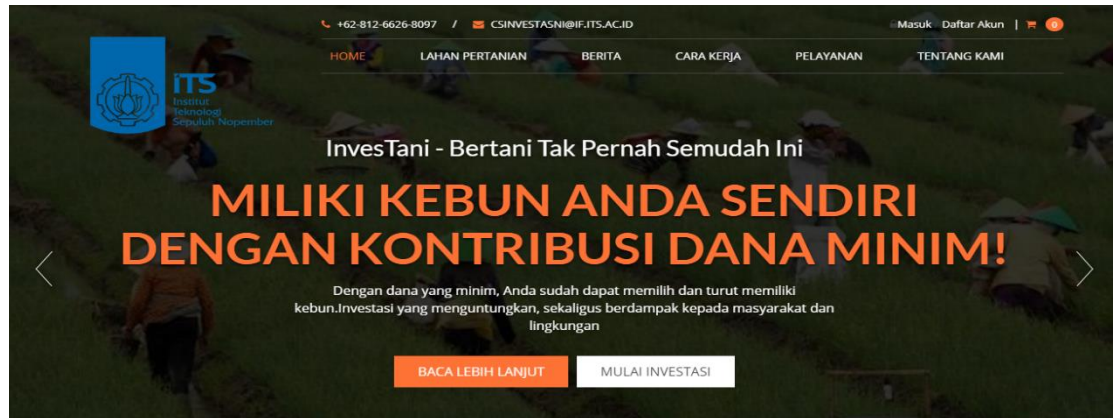 +62-812-6626-8097 / CSINVESTASNI@IF.ITS.AC.ID Masuk Daftar Akun | 0
HOME LAHAN PERTANIAN BERITA CARA KERJA PELAYANAN TENTANG KAMI
iTS
Institut
Teknologi
Sepuluh Nopember
InvesTani - Bertani Tak Pernah Semudah Ini
MILIKI KEBUN ANDA SENDIRI
DENGAN KONTRIBUSI DANA MINIM!
Dengan dana yang minim, Anda sudah dapat memilih dan turut memiliki
kebun.Investasi yang menguntungkan, sekaligus berdampak kepada masyarakat dan
lingkungan
BACA LEBIH LANJUT MULAI INVESTASI